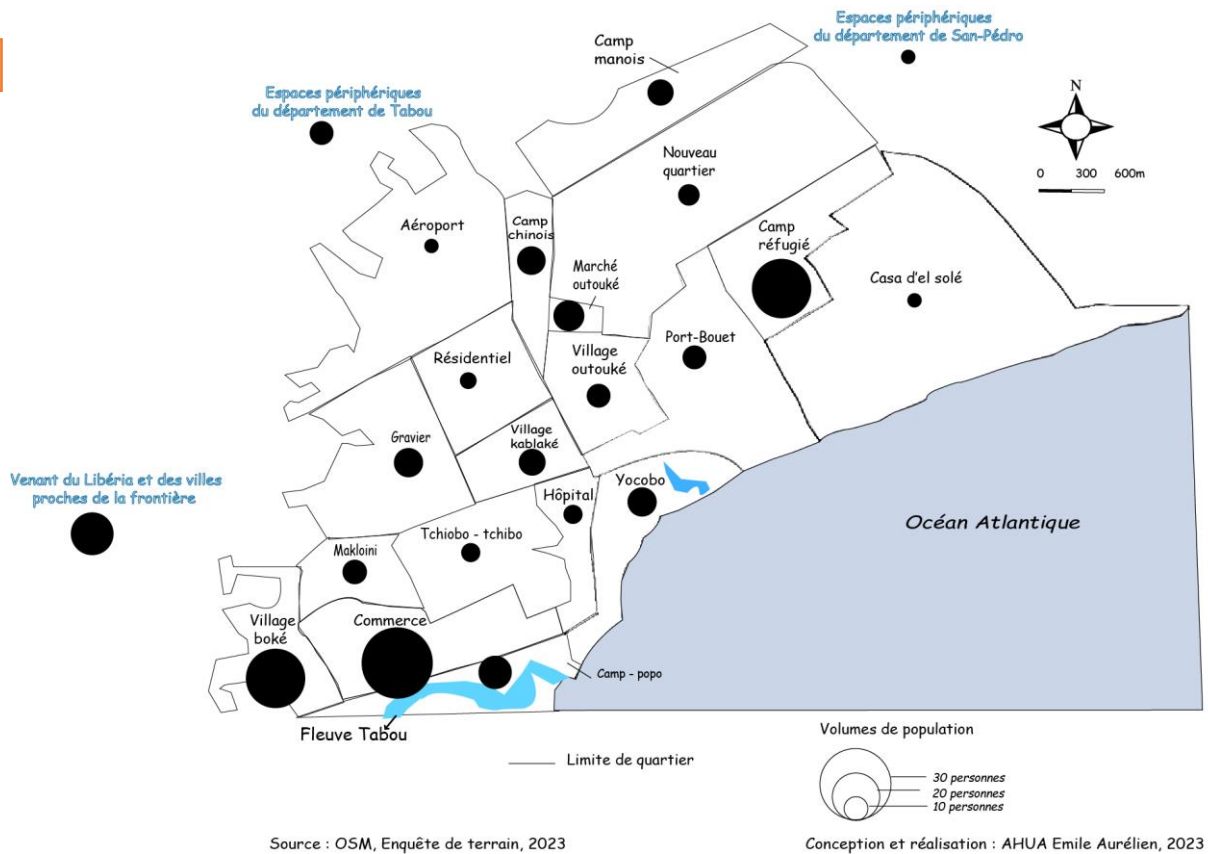 Espaces périphériques
du département de San-Pédro
Camp
manois
Espaces périphériques
du département de Tabou
N
0 300 600m
Nouveau
quartier
Aéroport
Camp
chinois
Camp
réfugié
Marché
outouké
Casa d'el solé
Résidentiel
Village
outouké
Port-Bouet
Gravier
Village
kablaké
Venant du Libéria et des villes
proches de la frontière
Hôpital
Yocobo
Océan Atlantique
Tchiobo - tchibo
Makloini
Village
boké
Commerce
Camp - popo
Fleuve Tabou
Limite de quartier
Volumes de population
30 personnes
20 personnes
10 personnes
Source : OSM, Enquête de terrain, 2023
Conception et réalisation : AHUA Emile Aurélien, 2023